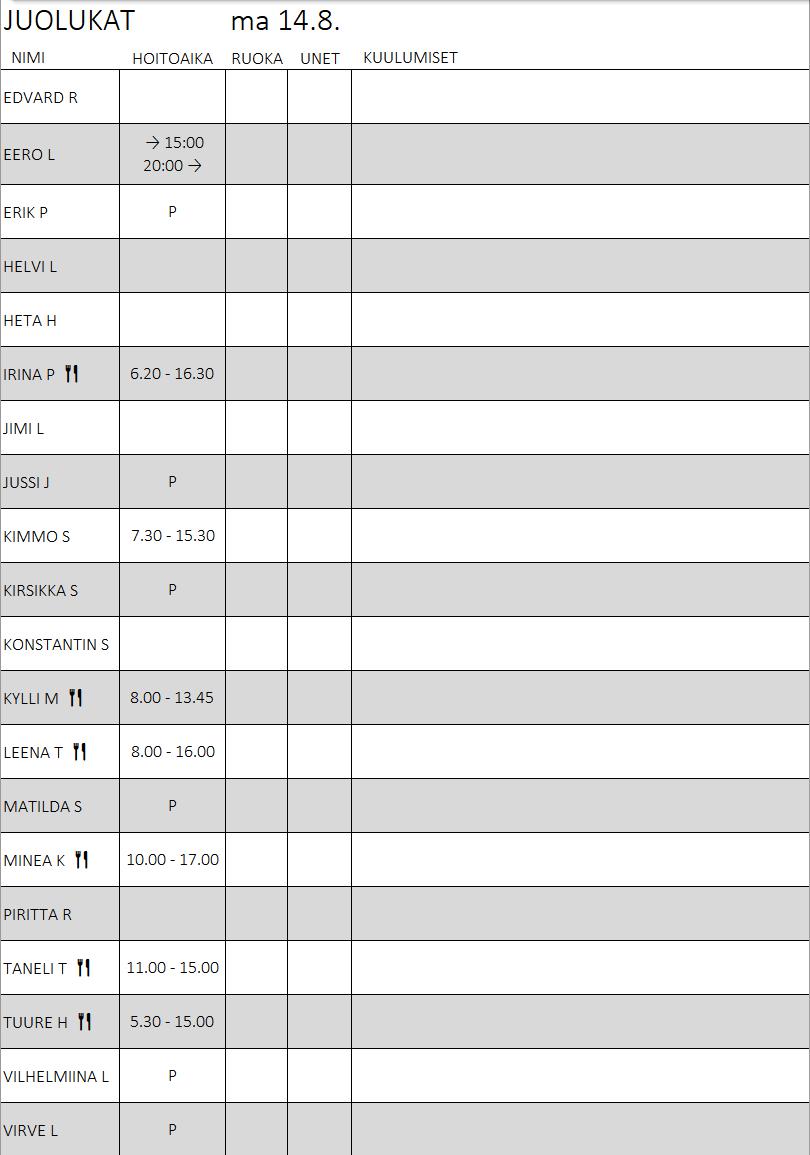 JUOLUKAT ma 14.8.
NIMI HOITOAIKA RUOKA UNET KUULUMISET
EDVARD R
EERO L → 15:00
20:00 →
ERIK P P
HELVI L
HETA H
IRINA P 6.20 - 16.30
JIMI L
JUSSI J P
KIMMO S 7.30 - 15.30
KIRSIKKA S P
KONSTANTIN S
KYLLI M 8.00 - 13.45
LEENA T 8.00 - 16.00
MATILDA S P
MINEA K 10.00 - 17.00
PIRITTA R
TANELI T 11.00 - 15.00
TUURE H 5.30 - 15.00
VILHELMIINA L P
VIRVE L P